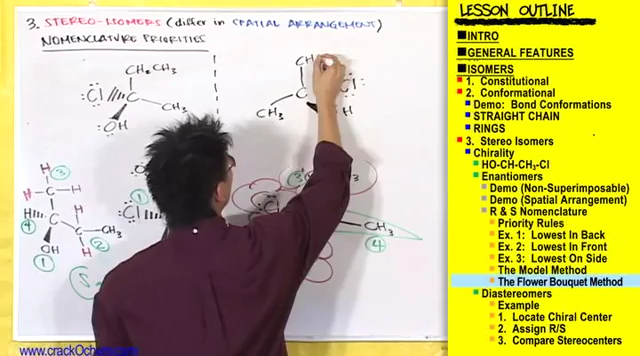 3. STEREO-ISOMERS (differ in SPATIAL ARRANGEMENT)
NOMENCLATURE PRIORITIES
CH₂CH₃
Cl
C
CH₃
OH
CH
Cl
C
CH₃
H
H
C
H
H
C
④
C
CH₃
②
OH
H
①
①
Cl
③
CH₃
④
S
www.crackOchem
LESSON OUTLINE
INTRO
GENERAL FEATURES
ISOMERS
1. Constitutional
2. Conformational
Demo: Bond Conformations
STRAIGHT CHAIN
RINGS
3. Stereo Isomers
Chirality
HO-CH-CH₃-Cl
Enantiomers
Demo (Non-Superimposable)
Demo (Spatial Arrangement)
R & S Nomenclature
Priority Rules
Ex. 1: Lowest In Back
Ex. 2: Lowest In Front
Ex. 3: Lowest On Side
The Model Method
The Flower Bouquet Method
Diastereomers
Example
1. Locate Chiral Center
2. Assign R/S
3. Compare Stereocenters